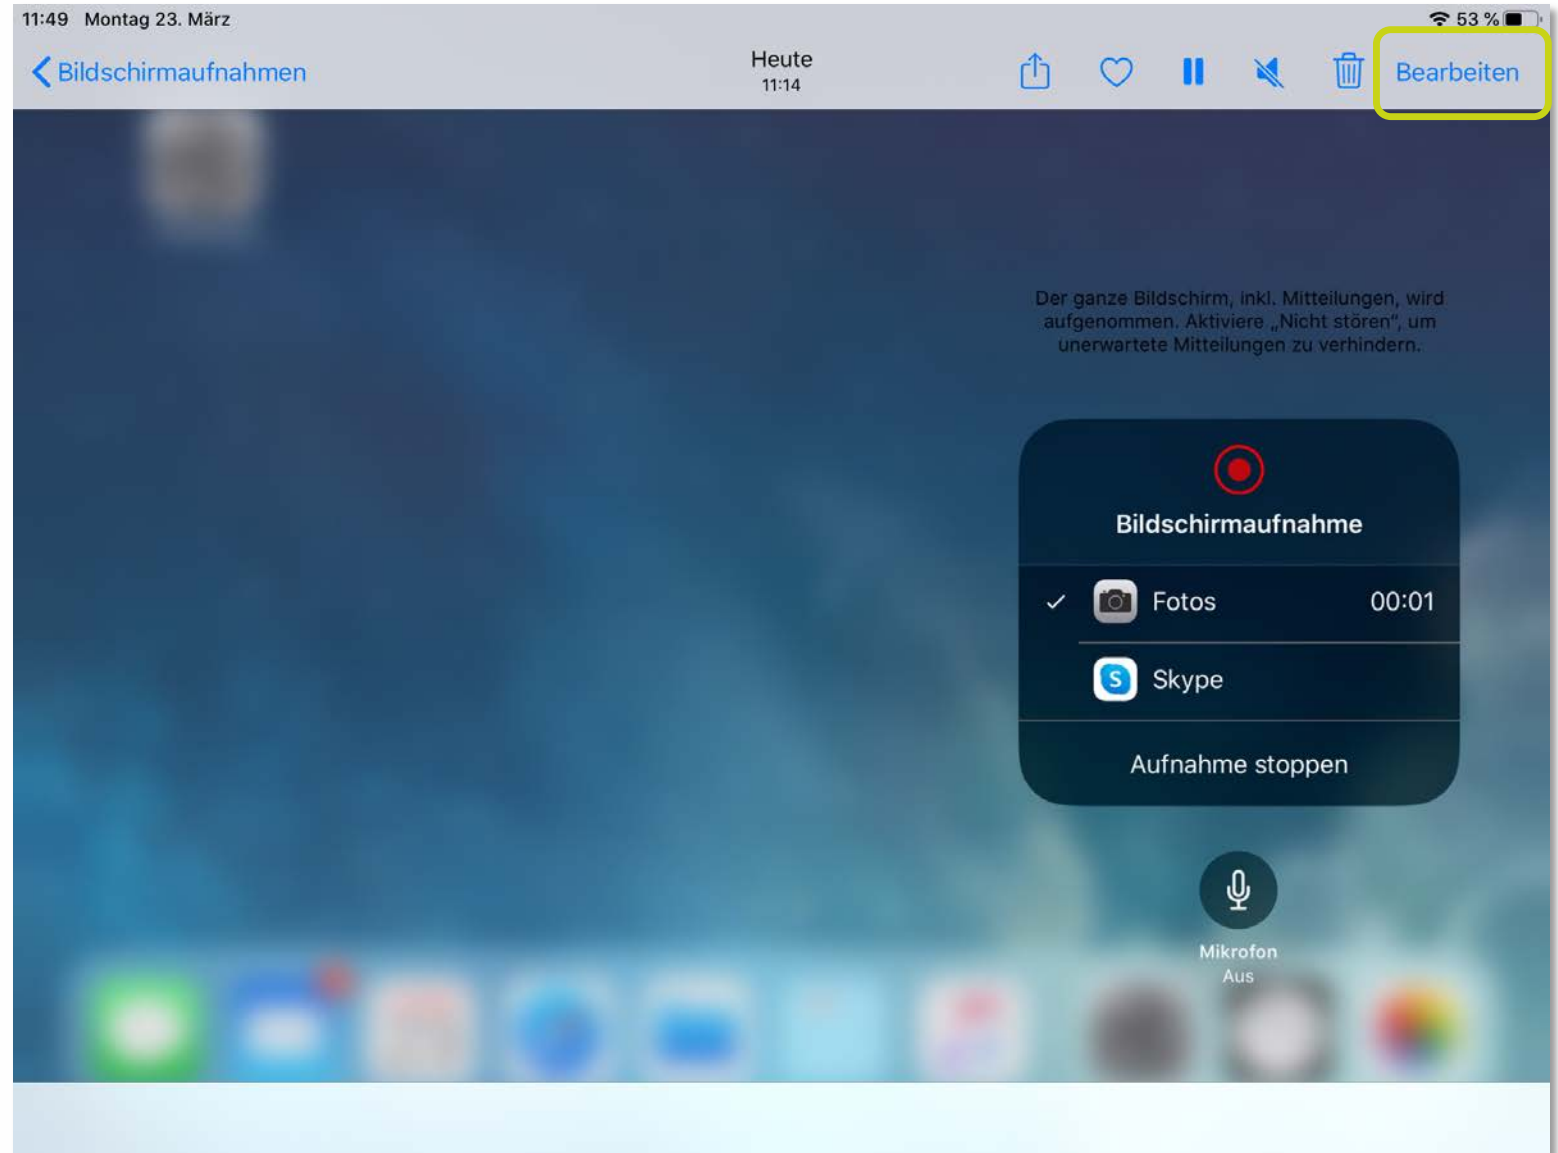 11:49 Montag 23. März
53 %
Bildschirmaufnahmen
Heute
11:14
Bearbeiten
Der ganze Bildschirm, inkl. Mitteilungen, wird
aufgenommen. Aktiviere „Nicht stören“, um
unerwartete Mitteilungen zu verhindern.
Bildschirmaufnahme
Fotos 00:01
S Skype
Aufnahme stoppen
Mikrofon
Aus